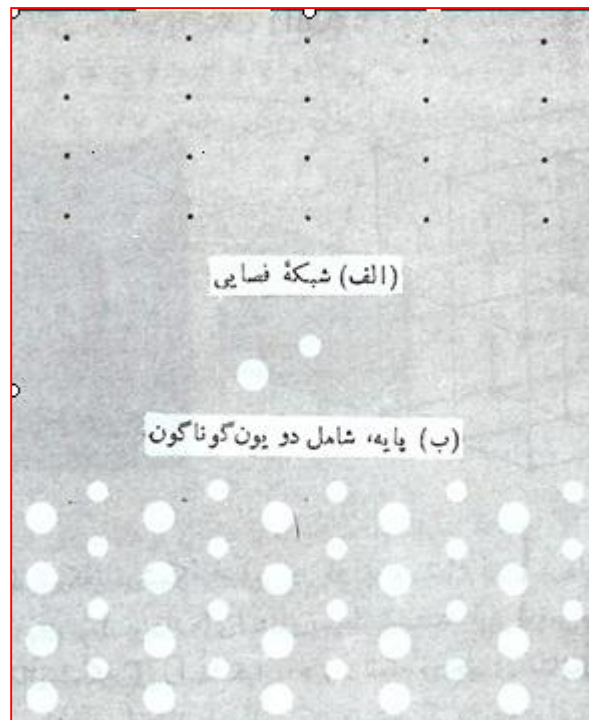 (الف) شبکهٔ فضایی
(ب) پایه، شامل دو یون‌گوناگون